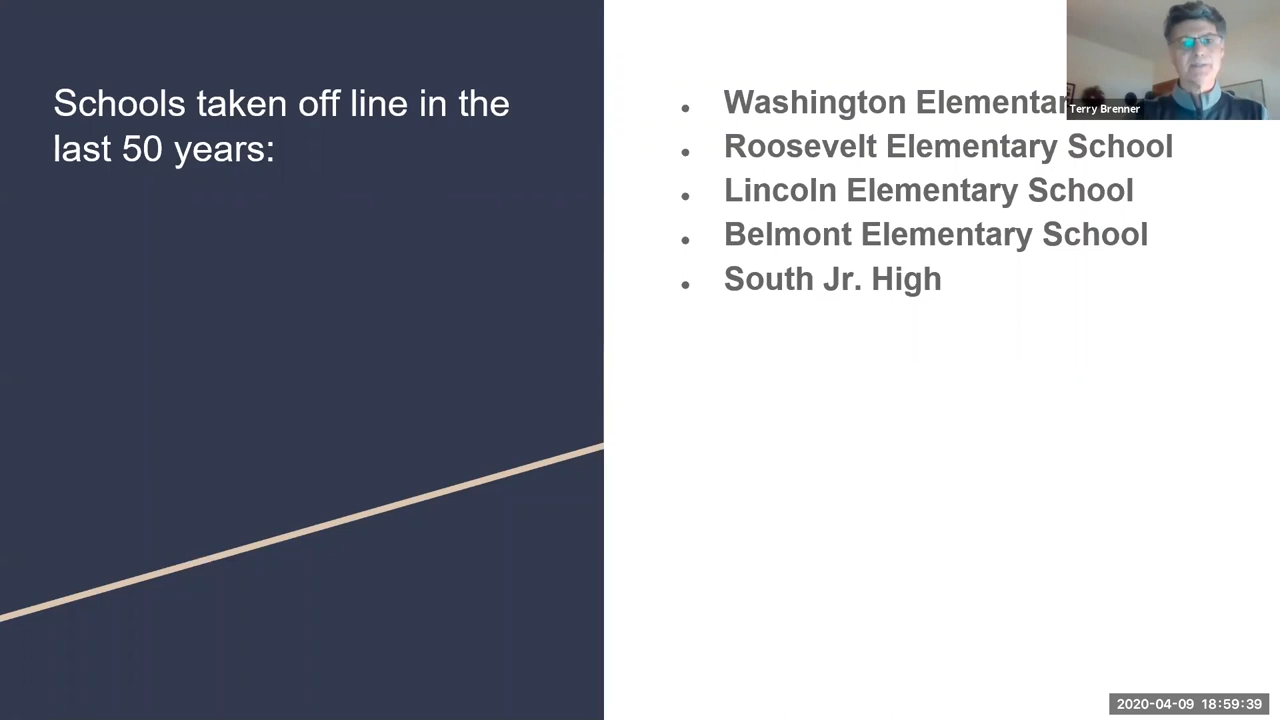 Schools taken off line in the
last 50 years:
Washington Elementar
Roosevelt Elementary School
Lincoln Elementary School
Belmont Elementary School
South Jr. High
Terry Brenner
2020-04-09 18:59:39